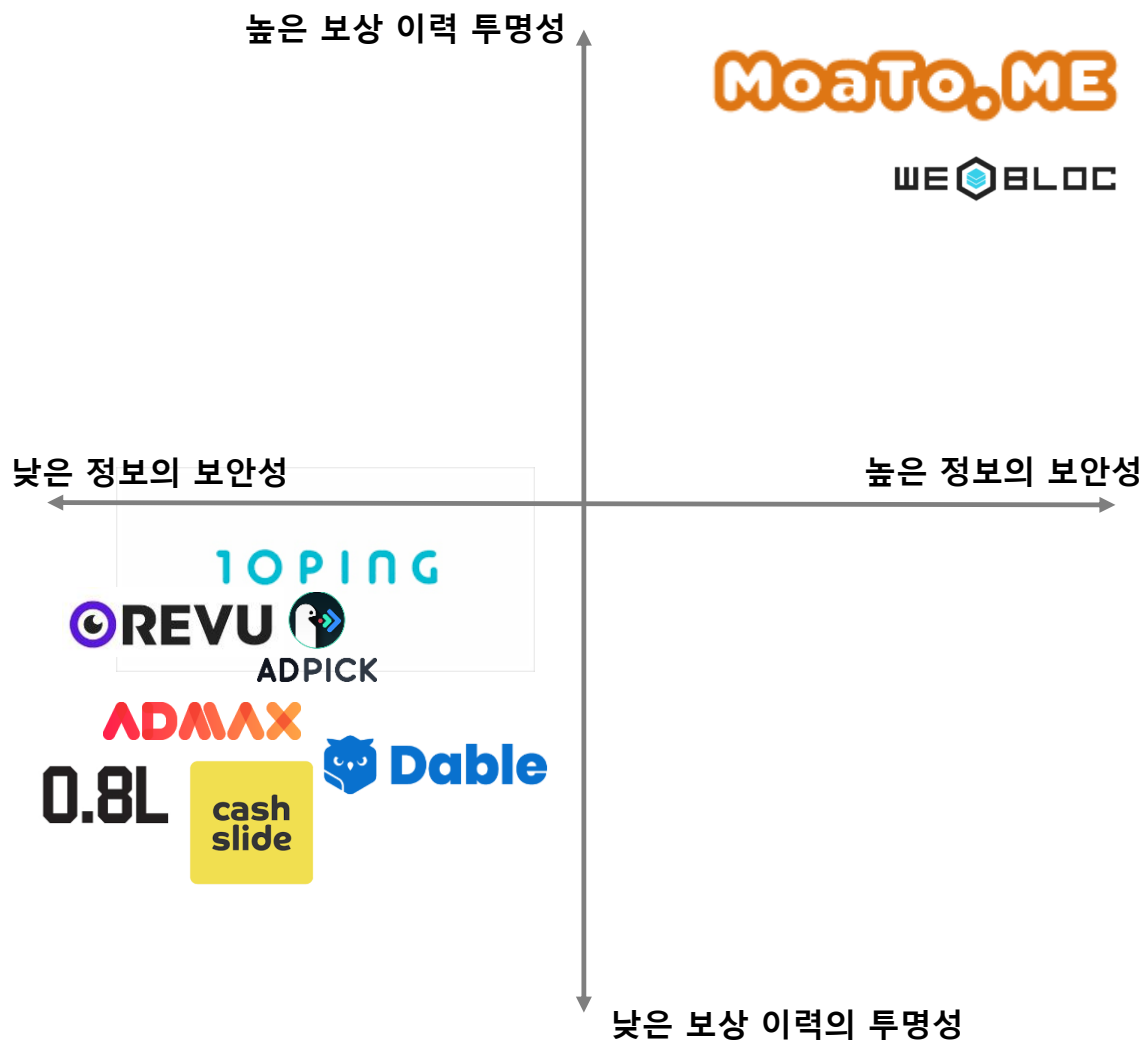 높은 보상 이력 투명성
MoaTo.ME
WE BLOC
낮은 정보의 보안성
높은 정보의 보안성
10PING
REVU
ADPICK
ADMAX
Dable
0.8L
cash
slide
낮은 보상 이력의 투명성